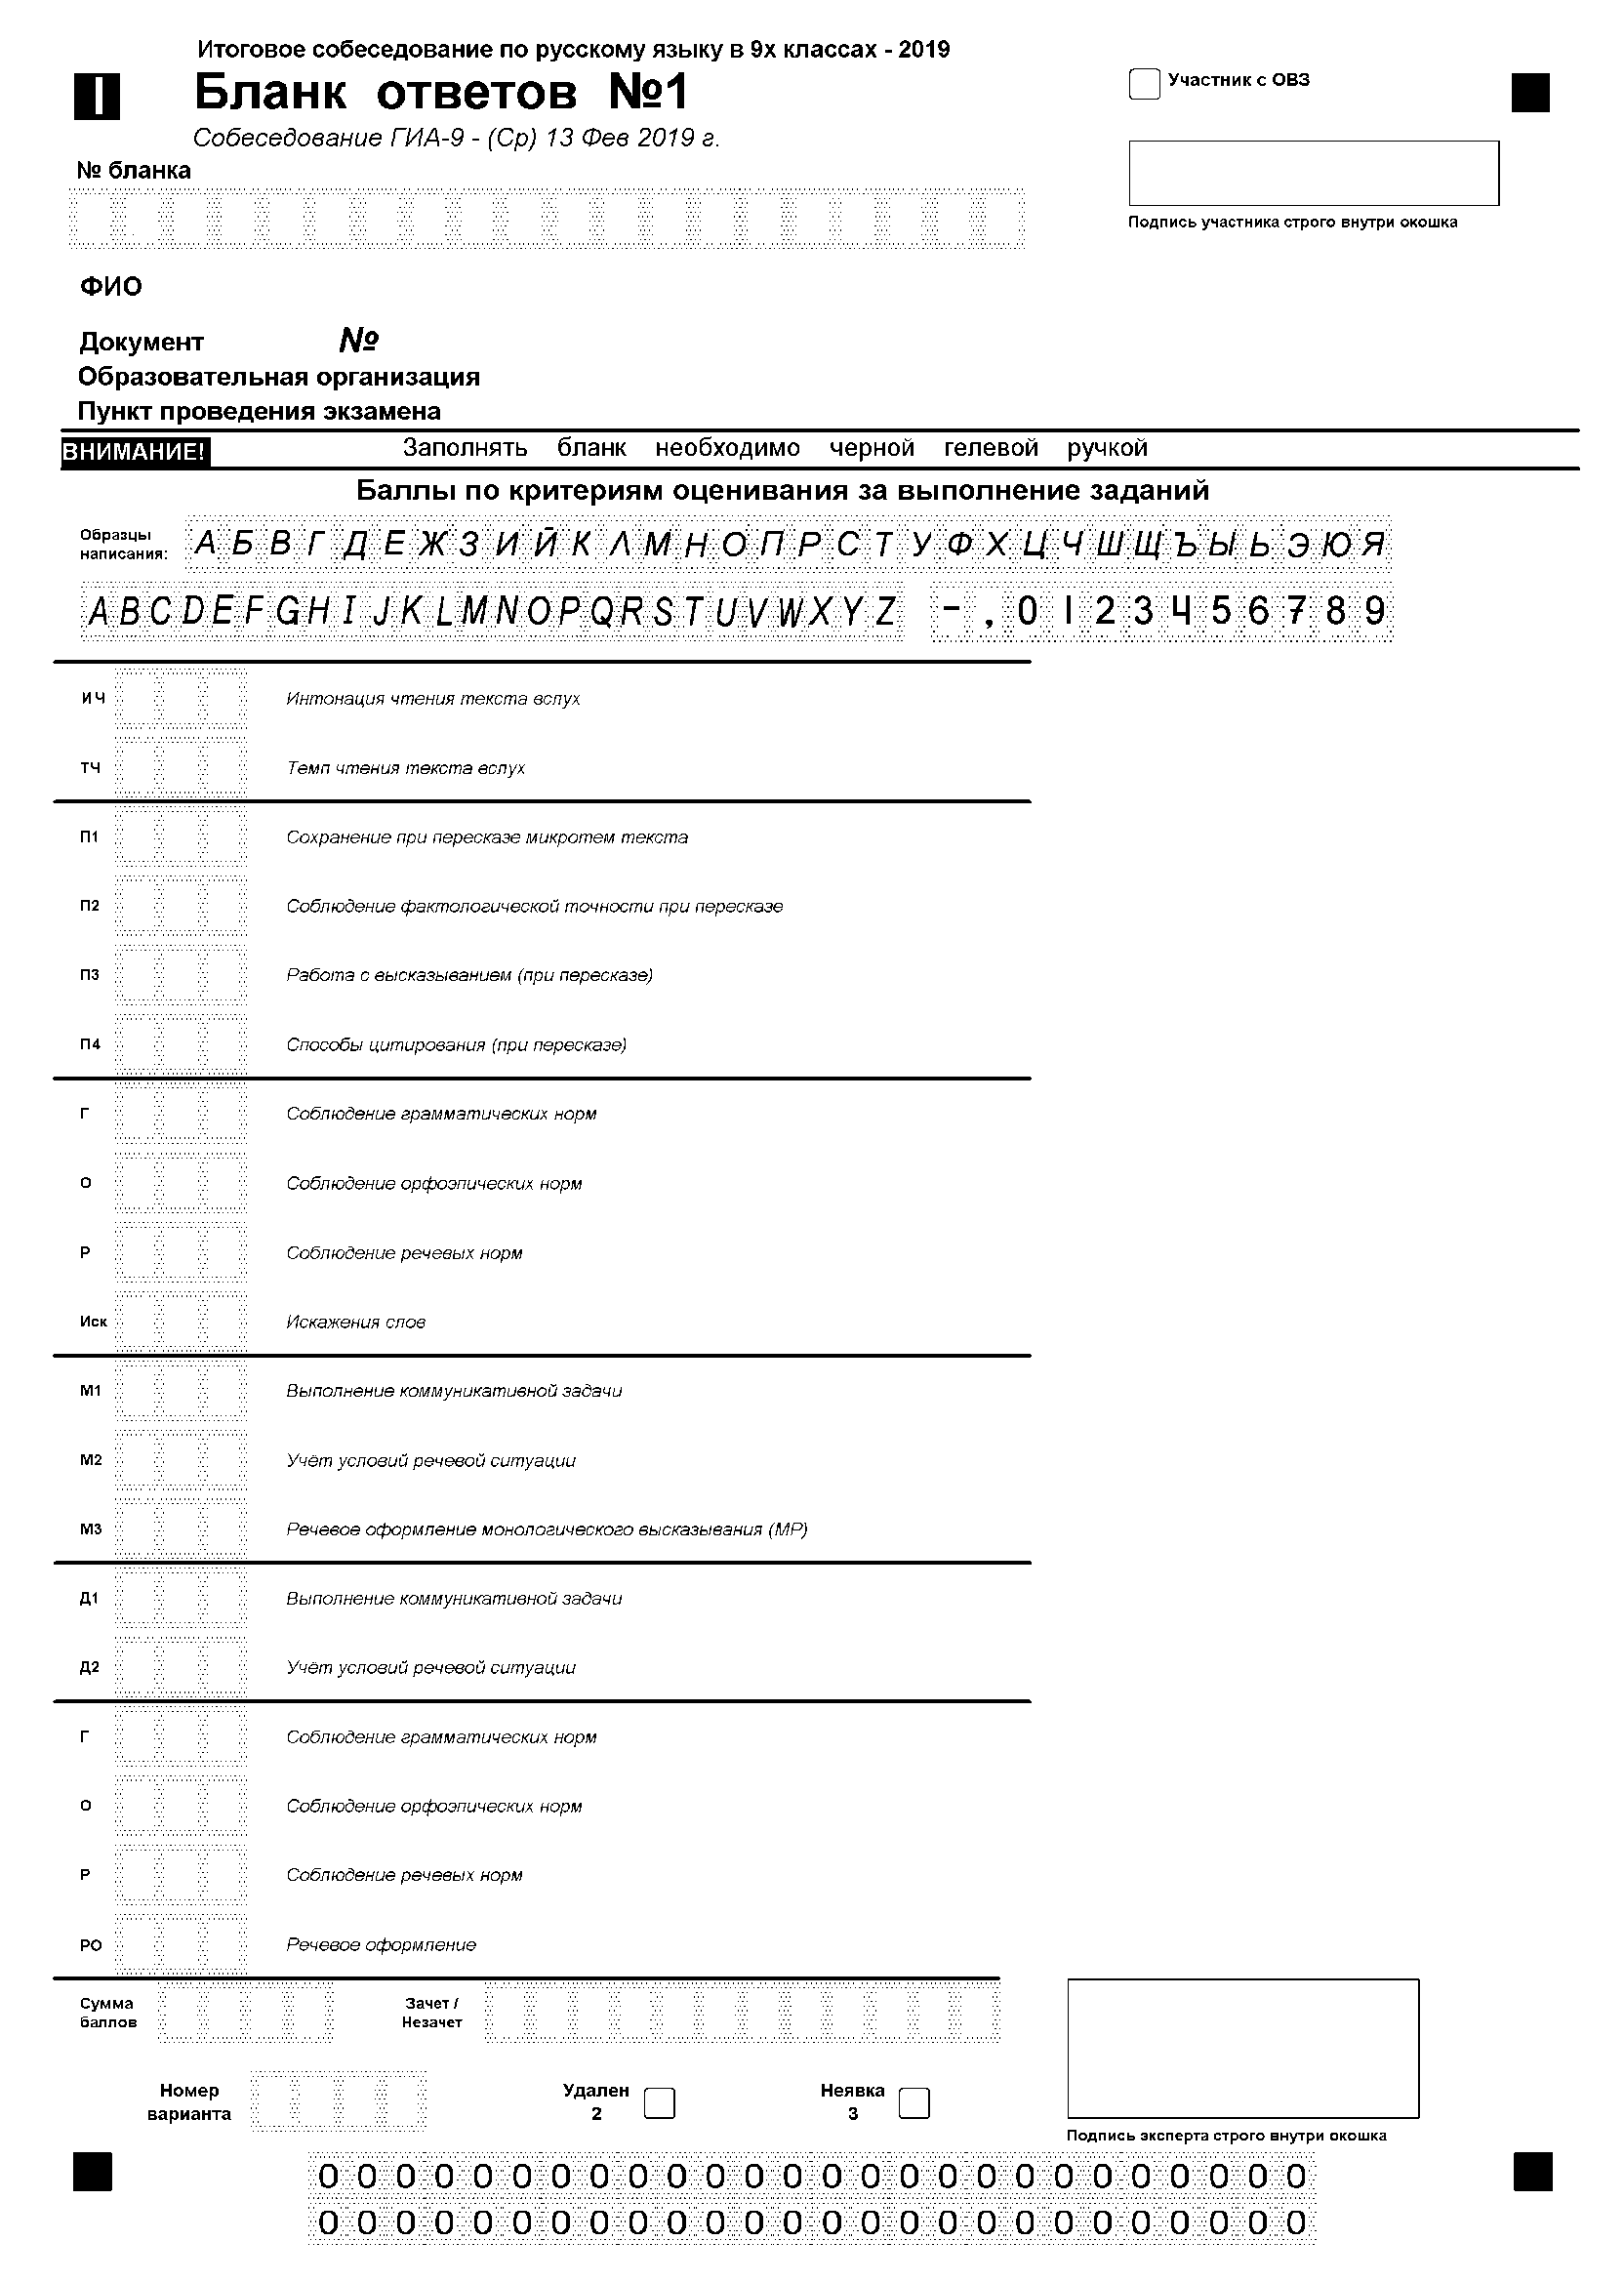 Итоговое собеседование по русскому языку в 9х классах - 2019
Бланк ответов №1
Участник с ОВЗ
Собеседование ГИА-9 - (Ср) 13 Фев 2019 г.
№ бланка
Подпись участника строго внутри окошка
ФИО
Документ №
Образовательная организация
Пункт проведения экзамена
ВНИМАНИЕ! Заполнять бланк необходимо черной гелевой ручкой
Баллы по критериям оценивания за выполнение заданий
Образцы написания: А Б В Г Д Е Ж З И Й К Л М Н О П Р С Т У Ф Х Ц Ч Ш Щ Ъ Ы Ь Э Ю Я
A B C D E F G H I J K L M N O P Q R S T U V W X Y Z - , 0 1 2 3 4 5 6 7 8 9
ИЧ Интонация чтения текста вслух
ТЧ Темп чтения текста вслух
П1 Сохранение при пересказе микротем текста
П2 Соблюдение фактологической точности при пересказе
П3 Работа с высказыванием (при пересказе)
П4 Способы цитирования (при пересказе)
Г Соблюдение грамматических норм
О Соблюдение орфоэпических норм
Р Соблюдение речевых норм
Иск Искажения слов
М1 Выполнение коммуникативной задачи
М2 Учёт условий речевой ситуации
М3 Речевое оформление монологического высказывания (МР)
Д1 Выполнение коммуникативной задачи
Д2 Учёт условий речевой ситуации
Г Соблюдение грамматических норм
О Соблюдение орфоэпических норм
Р Соблюдение речевых норм
РО Речевое оформление
Сумма баллов
Зачет / Незачет
Номер варианта
Удален 2
Неявка 3
Подпись эксперта строго внутри окошка
0 0 0 0 0 0 0 0 0 0 0 0 0 0 0 0 0 0 0 0 0 0 0 0 0 0
0 0 0 0 0 0 0 0 0 0 0 0 0 0 0 0 0 0 0 0 0 0 0 0 0 0